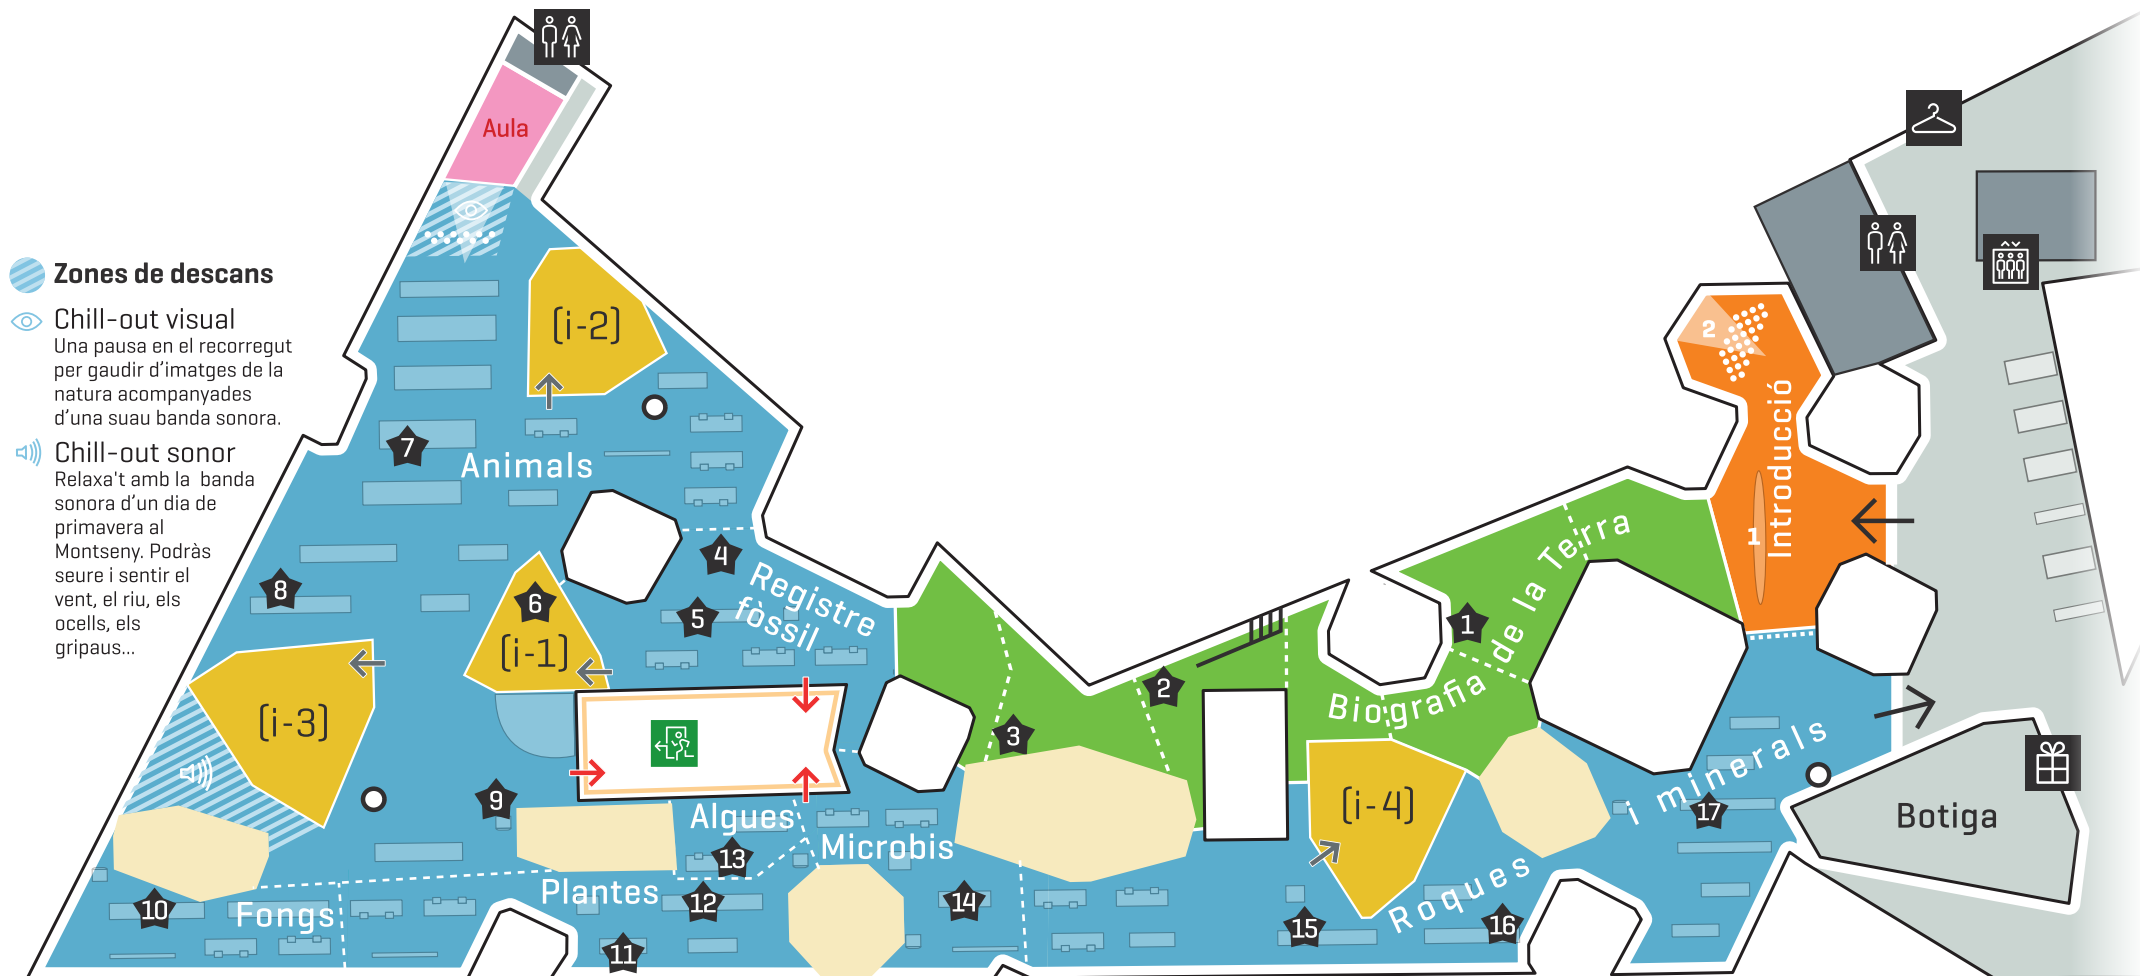 Aula
Zones de descans
Chill-out visual
Una pausa en el recorregut
per gaudir d’imatges de la
natura acompanyades
d’una suau banda sonora.
Chill-out sonor
Relaxa't amb la banda
sonora d’un dia de
primavera al
Montseny. Podràs
seure i sentir el
vent, el riu, els
ocells, els
gripaus...
(i-2)
7
Animals
8
4
Registre
fòssil
5
6
(i-1)
(i-3)
9
10
Fongs
Plantes
11
12
Algues
13
Microbis
14
3
2
1
Biografia
de la Terra
(i-4)
15
Roques
16
i minerals
17
2
Introducció
1
Botiga